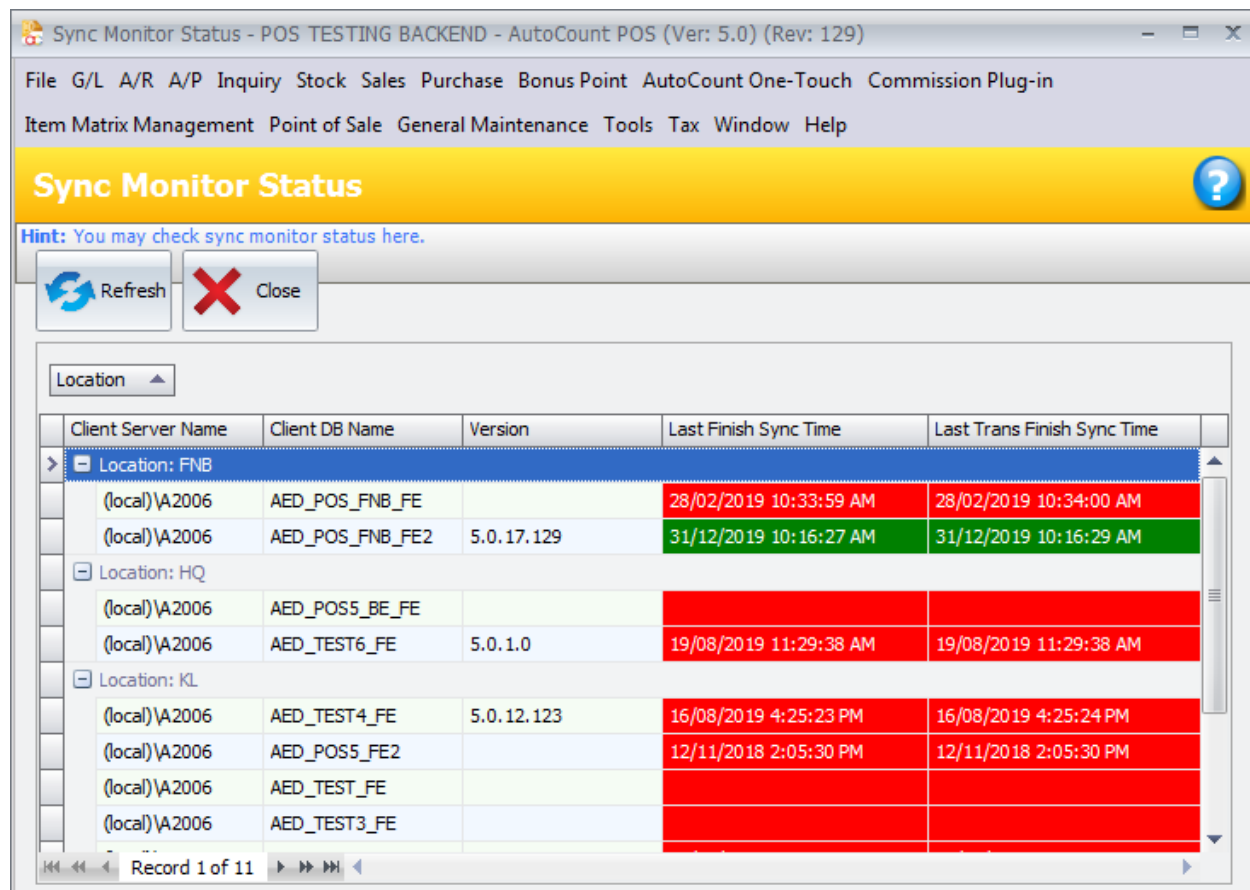 Sync Monitor Status - POS TESTING BACKEND - AutoCount POS (Ver: 5.0) (Rev: 129)
File G/L A/R A/P Inquiry Stock Sales Purchase Bonus Point AutoCount One-Touch Commission Plug-in
Item Matrix Management Point of Sale General Maintenance Tools Tax Window Help
Sync Monitor Status
Hint: You may check sync monitor status here.
Refresh Close
Location
Client Server Name Client DB Name Version Last Finish Sync Time Last Trans Finish Sync Time
Location: FNB
(local)\A2006 AED_POS_FNB_FE 28/02/2019 10:33:59 AM 28/02/2019 10:34:00 AM
(local)\A2006 AED_POS_FNB_FE2 5.0.17.129 31/12/2019 10:16:27 AM 31/12/2019 10:16:29 AM
Location: HQ
(local)\A2006 AED_POS5_BE_FE
(local)\A2006 AED_TEST6_FE 5.0.1.0 19/08/2019 11:29:38 AM 19/08/2019 11:29:38 AM
Location: KL
(local)\A2006 AED_TEST4_FE 5.0.12.123 16/08/2019 4:25:23 PM 16/08/2019 4:25:24 PM
(local)\A2006 AED_POS5_FE2 12/11/2018 2:05:30 PM 12/11/2018 2:05:30 PM
(local)\A2006 AED_TEST_FE
(local)\A2006 AED_TEST3_FE
Record 1 of 11